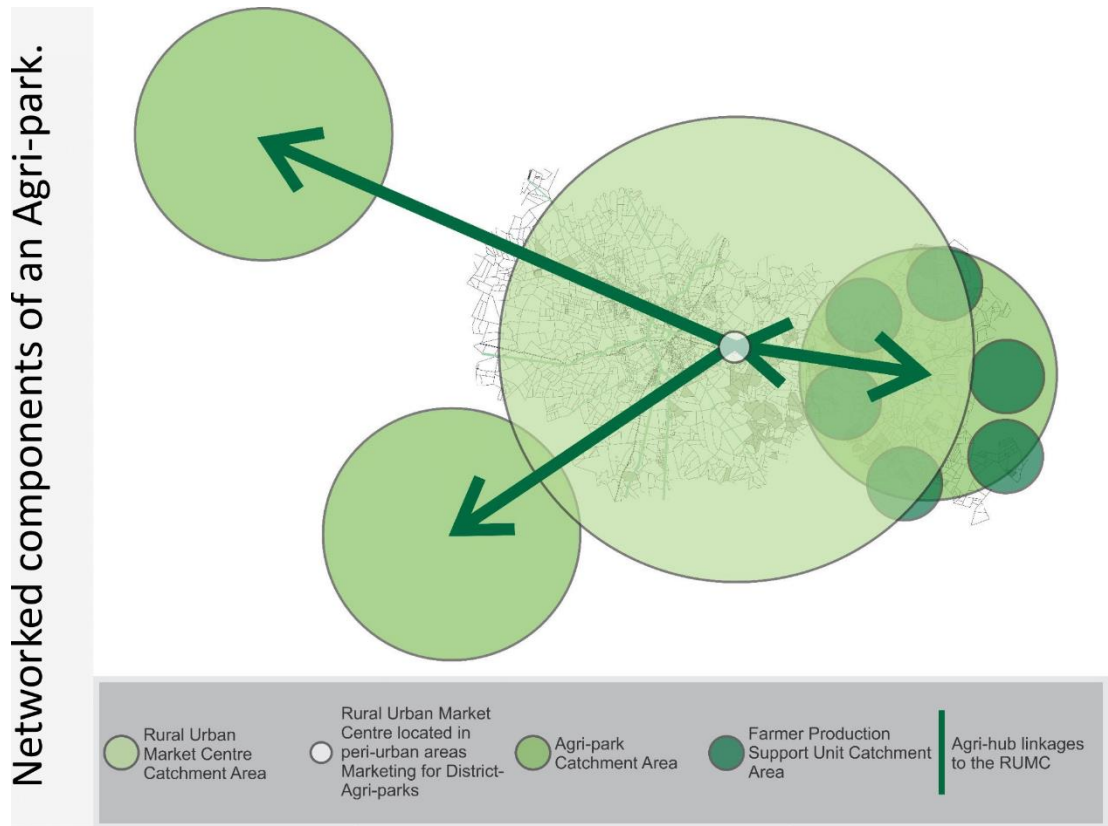 Networked components of an Agri-park.
Rural Urban
Market Centre
Catchment Area
Rural Urban Market
Centre located in
peri-urban areas
Marketing for District-
Agri-parks
Agri-park
Catchment Area
Farmer Production
Support Unit Catchment
Area
Agri-hub linkages
to the RUMC